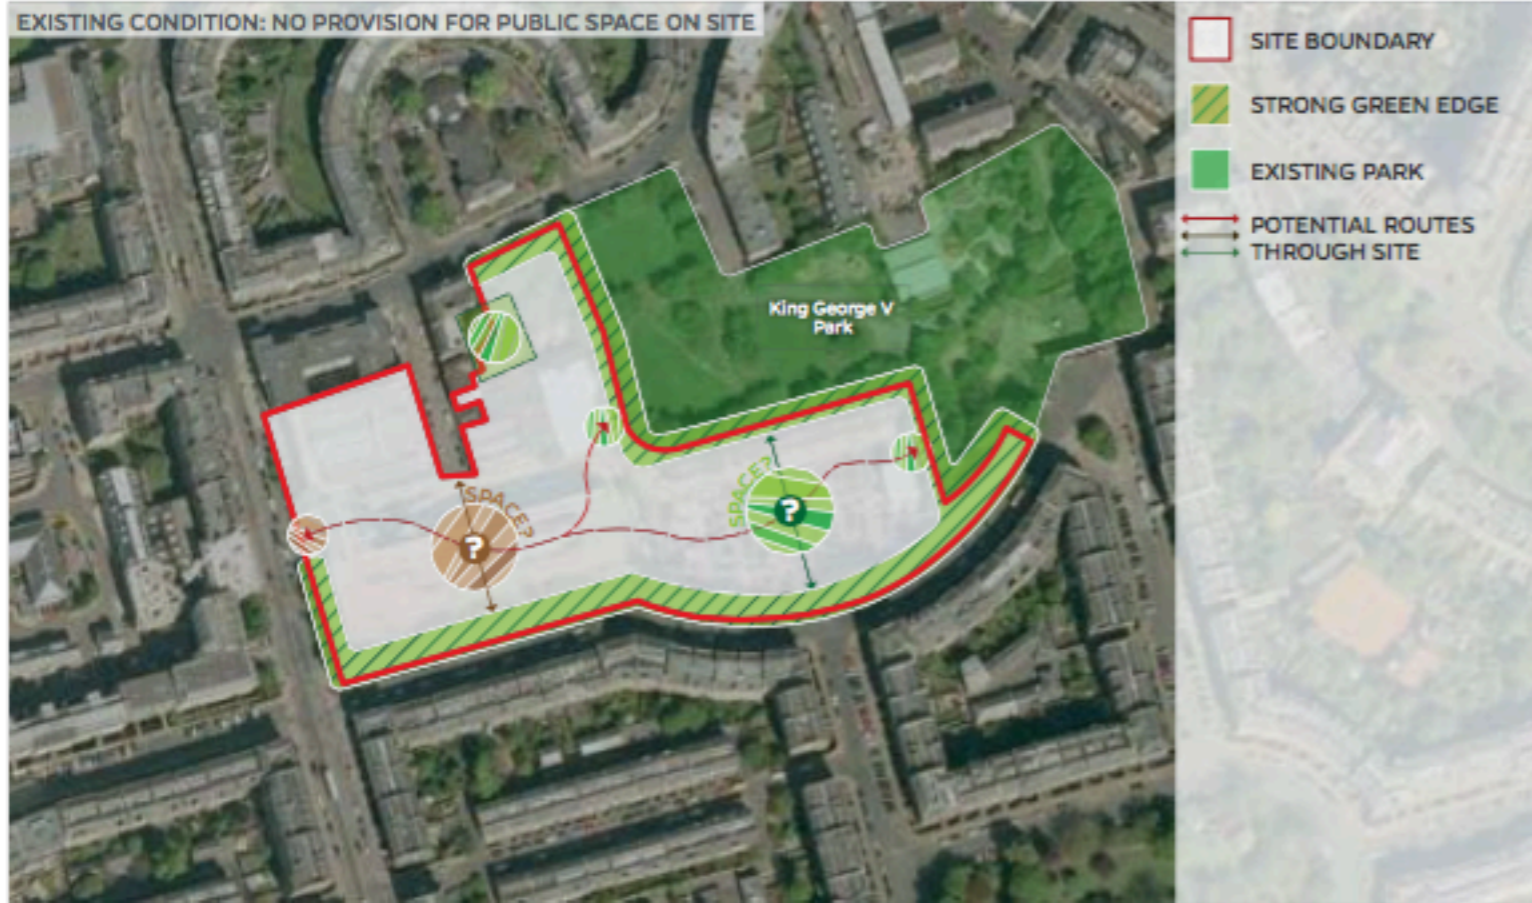 EXISTING CONDITION: NO PROVISION FOR PUBLIC SPACE ON SITE
SITE BOUNDARY
STRONG GREEN EDGE
EXISTING PARK
POTENTIAL ROUTES
THROUGH SITE
King George V
Park
SPACE?
?
SPACE?
?